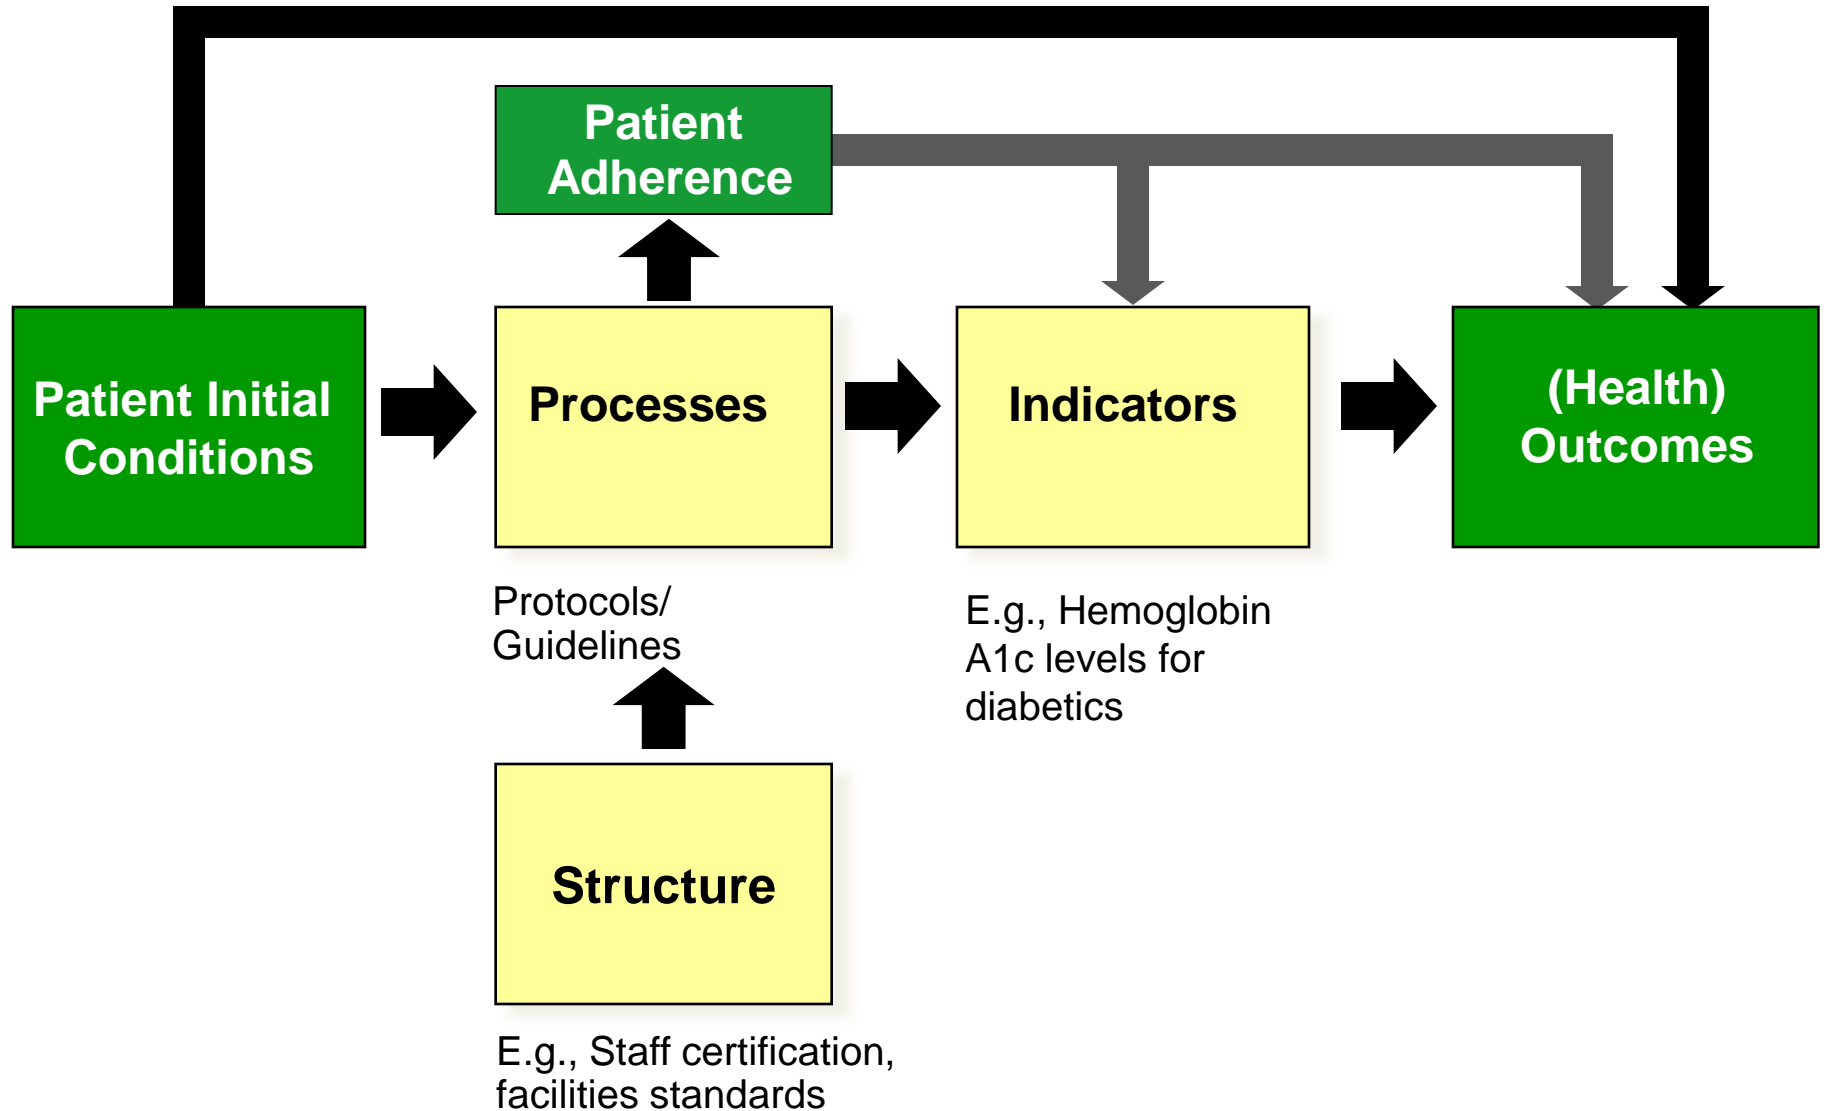 Patient
Adherence
Patient Initial
Conditions
Processes
Indicators
(Health)
Outcomes
Protocols/
Guidelines
E.g., Hemoglobin
A1c levels for
diabetics
Structure
E.g., Staff certification,
facilities standards